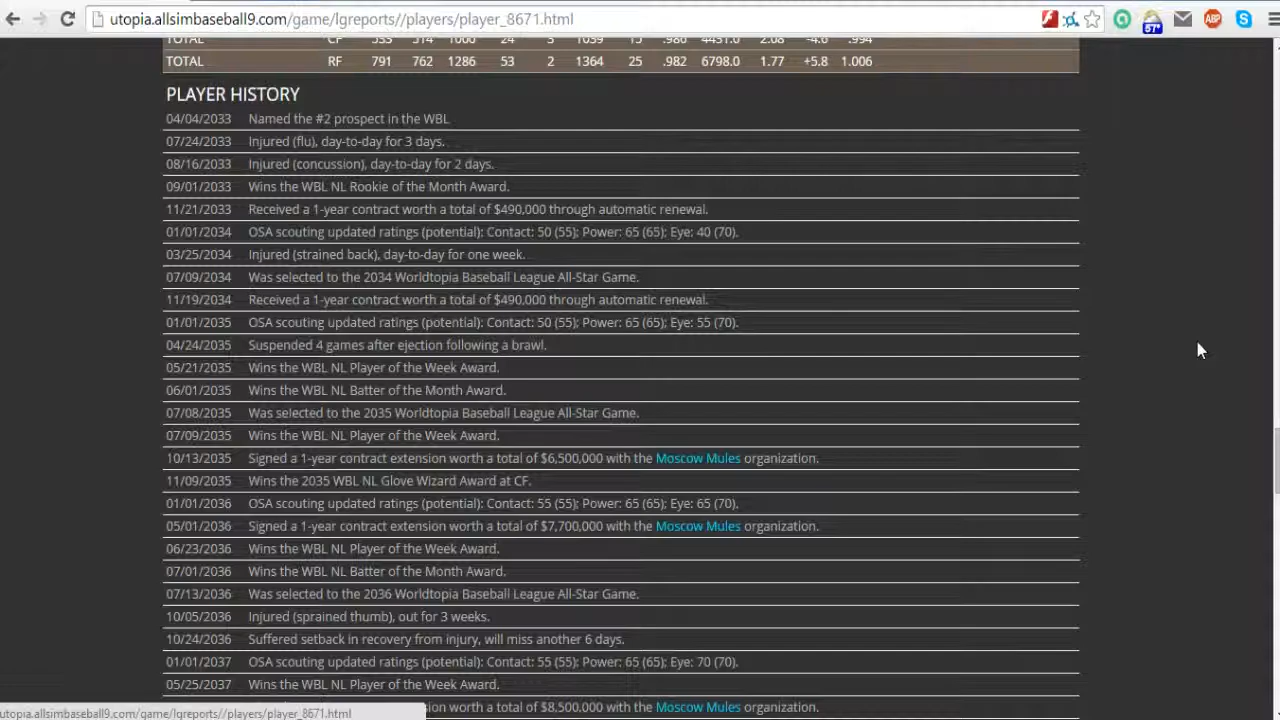 utopia.allsimbaseball9.com/game/lgreports//players/player_8671.html
57°
ABP
TOTAL CF 533 514 1000 24 3 1039 15 .986 4431.0 2.08 -4.6 .994
TOTAL RF 791 762 1286 53 2 1364 25 .982 6798.0 1.77 +5.8 1.006
PLAYER HISTORY
04/04/2033 Named the #2 prospect in the WBL
07/24/2033 Injured (flu), day-to-day for 3 days.
08/16/2033 Injured (concussion), day-to-day for 2 days.
09/01/2033 Wins the WBL NL Rookie of the Month Award.
11/21/2033 Received a 1-year contract worth a total of $490,000 through automatic renewal.
01/01/2034 OSA scouting updated ratings (potential): Contact: 50 (55); Power: 65 (65); Eye: 40 (70).
03/25/2034 Injured (strained back), day-to-day for one week.
07/09/2034 Was selected to the 2034 Worldtopia Baseball League All-Star Game.
11/19/2034 Received a 1-year contract worth a total of $490,000 through automatic renewal.
01/01/2035 OSA scouting updated ratings (potential): Contact: 50 (55); Power: 65 (65); Eye: 55 (70).
04/24/2035 Suspended 4 games after ejection following a brawl.
05/21/2035 Wins the WBL NL Player of the Week Award.
06/01/2035 Wins the WBL NL Batter of the Month Award.
07/08/2035 Was selected to the 2035 Worldtopia Baseball League All-Star Game.
07/09/2035 Wins the WBL NL Player of the Week Award.
10/13/2035 Signed a 1-year contract extension worth a total of $6,500,000 with the Moscow Mules organization.
11/09/2035 Wins the 2035 WBL NL Glove Wizard Award at CF.
01/01/2036 OSA scouting updated ratings (potential): Contact: 55 (55); Power: 65 (65); Eye: 65 (70).
05/01/2036 Signed a 1-year contract extension worth a total of $7,700,000 with the Moscow Mules organization.
06/23/2036 Wins the WBL NL Player of the Week Award.
07/01/2036 Wins the WBL NL Batter of the Month Award.
07/13/2036 Was selected to the 2036 Worldtopia Baseball League All-Star Game.
10/05/2036 Injured (sprained thumb), out for 3 weeks.
10/24/2036 Suffered setback in recovery from injury, will miss another 6 days.
01/01/2037 OSA scouting updated ratings (potential): Contact: 55 (55); Power: 65 (65); Eye: 70 (70).
05/25/2037 Wins the WBL NL Player of the Week Award.
ension worth a total of $8,500,000 with the Moscow Mules organization.
utopia.allsimbaseball9.com/game/lgreports//players/player_8671.html